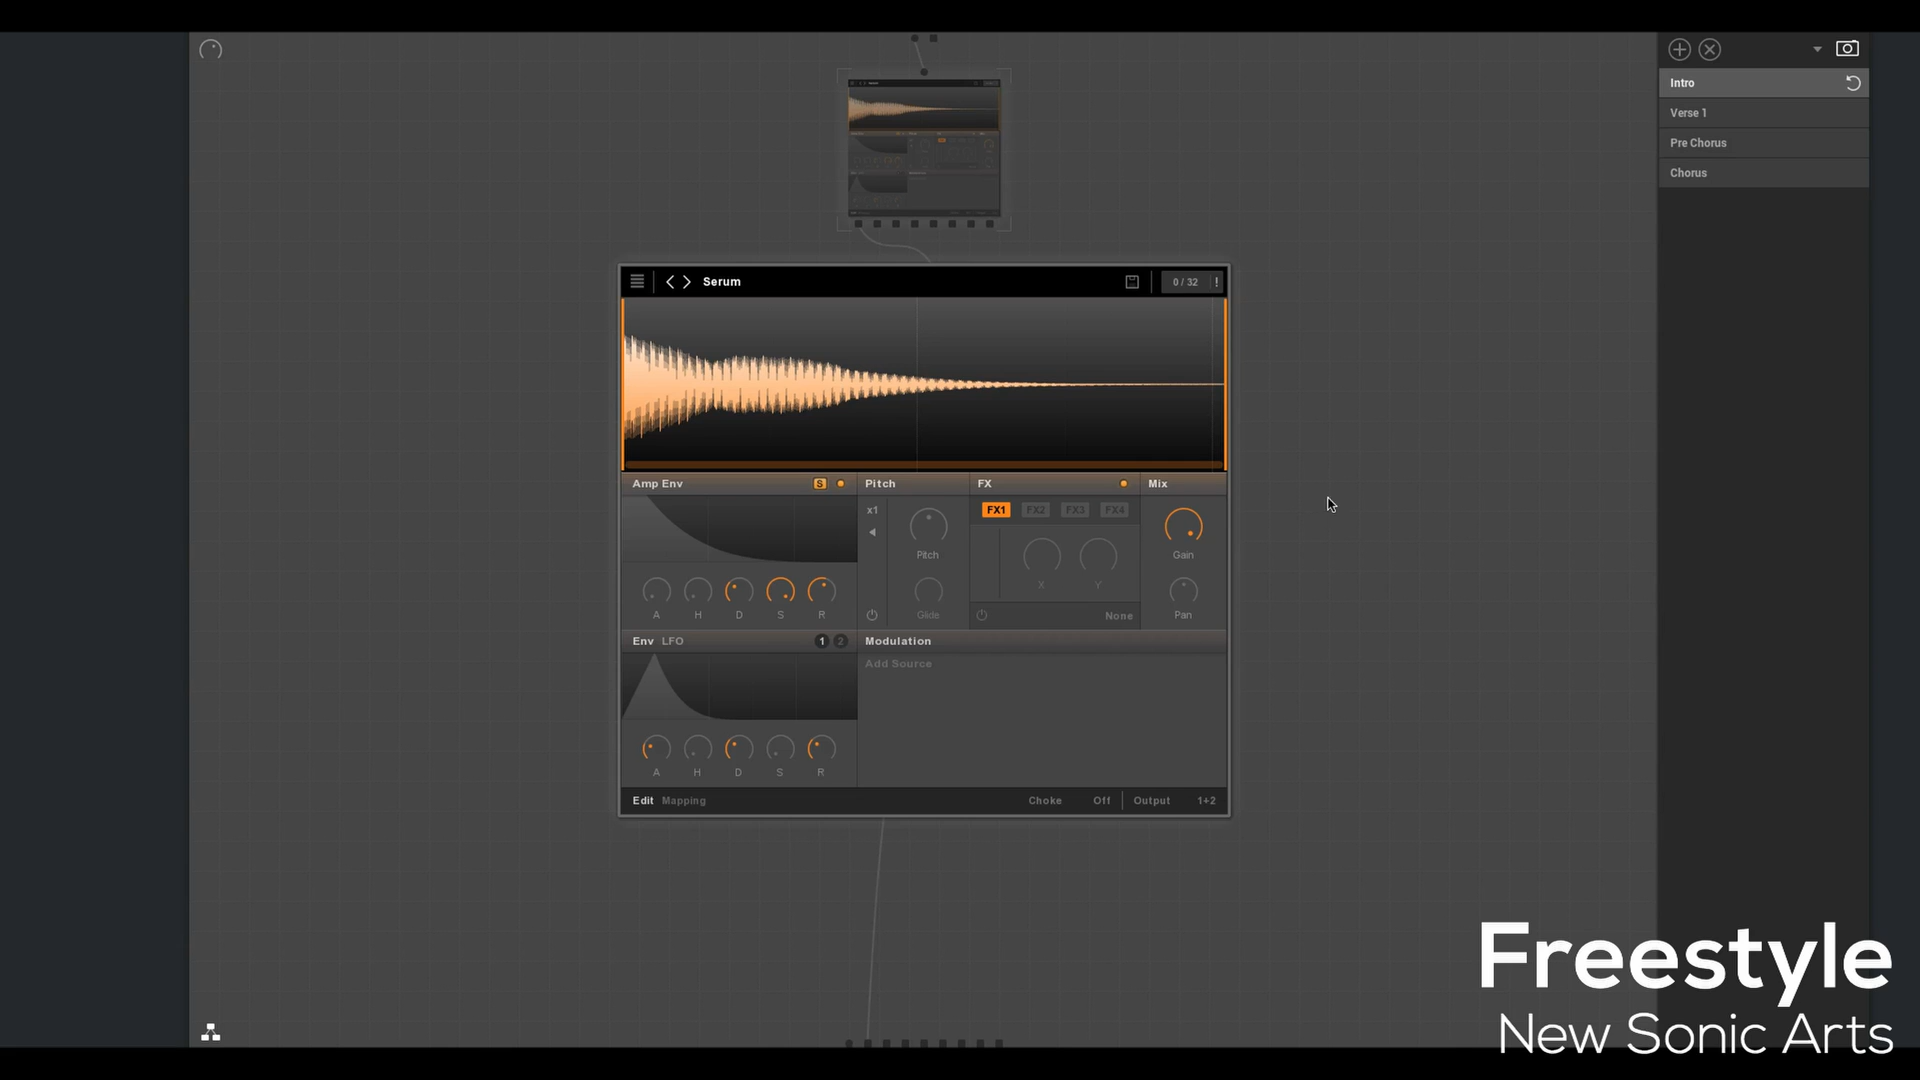 Intro
Verse 1
Pre Chorus
Chorus
Serum
0 / 32 !
Amp Env S
Pitch
FX
Mix
x1
FX1 FX2 FX3 FX4
Pitch
Gain
X Y
A H D S R
Glide
None
Pan
Env LFO 1 2
Modulation
Add Source
A H D S R
Edit Mapping
Choke Off Output 1+2
Freestyle
New Sonic Arts